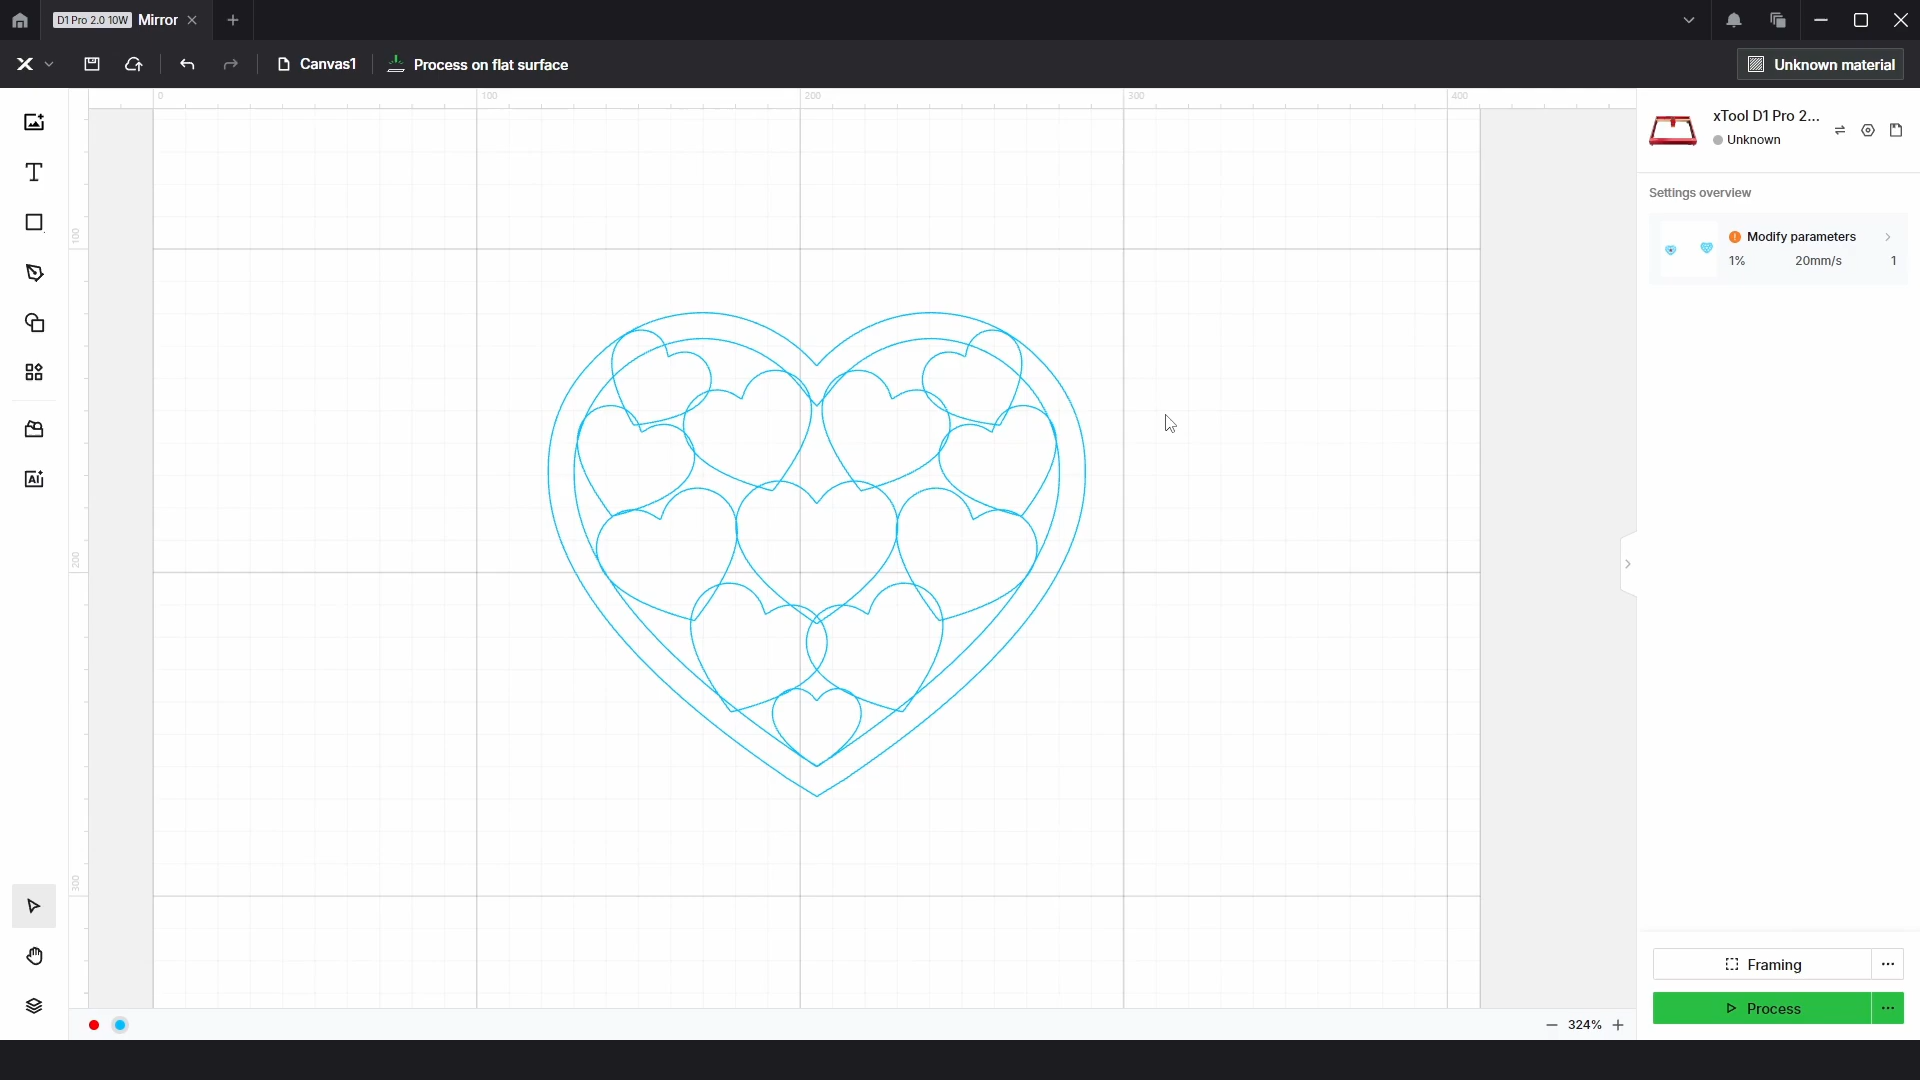 D1 Pro 2.0 10W Mirror
Canvas1
Process on flat surface
Unknown material
0 100 200 300 400
100
200
300
T
AI
xTool D1 Pro 2...
Unknown
Settings overview
Modify parameters
1% 20mm/s 1
Framing
Process
324%